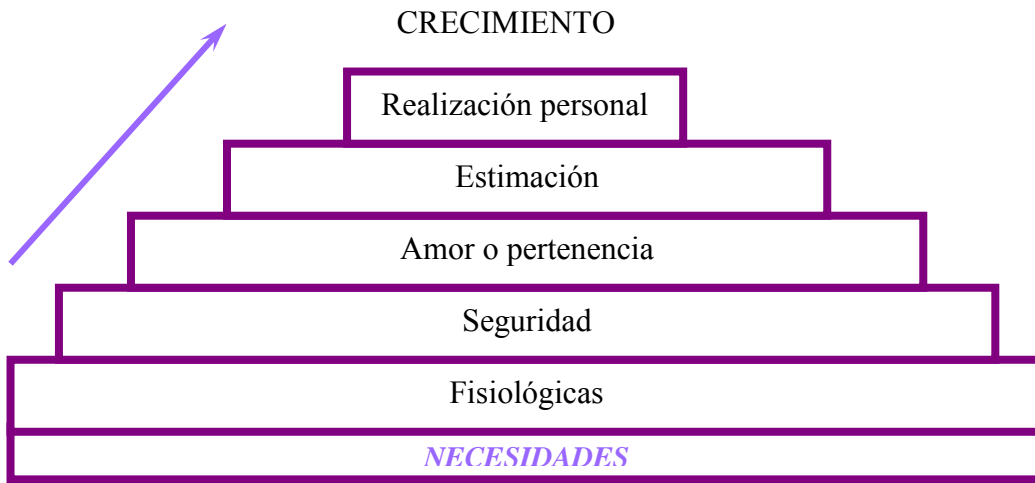 CRECIMIENTO
Realización personal
Estimación
Amor o pertenencia
Seguridad
Fisiológicas
NECESIDADES